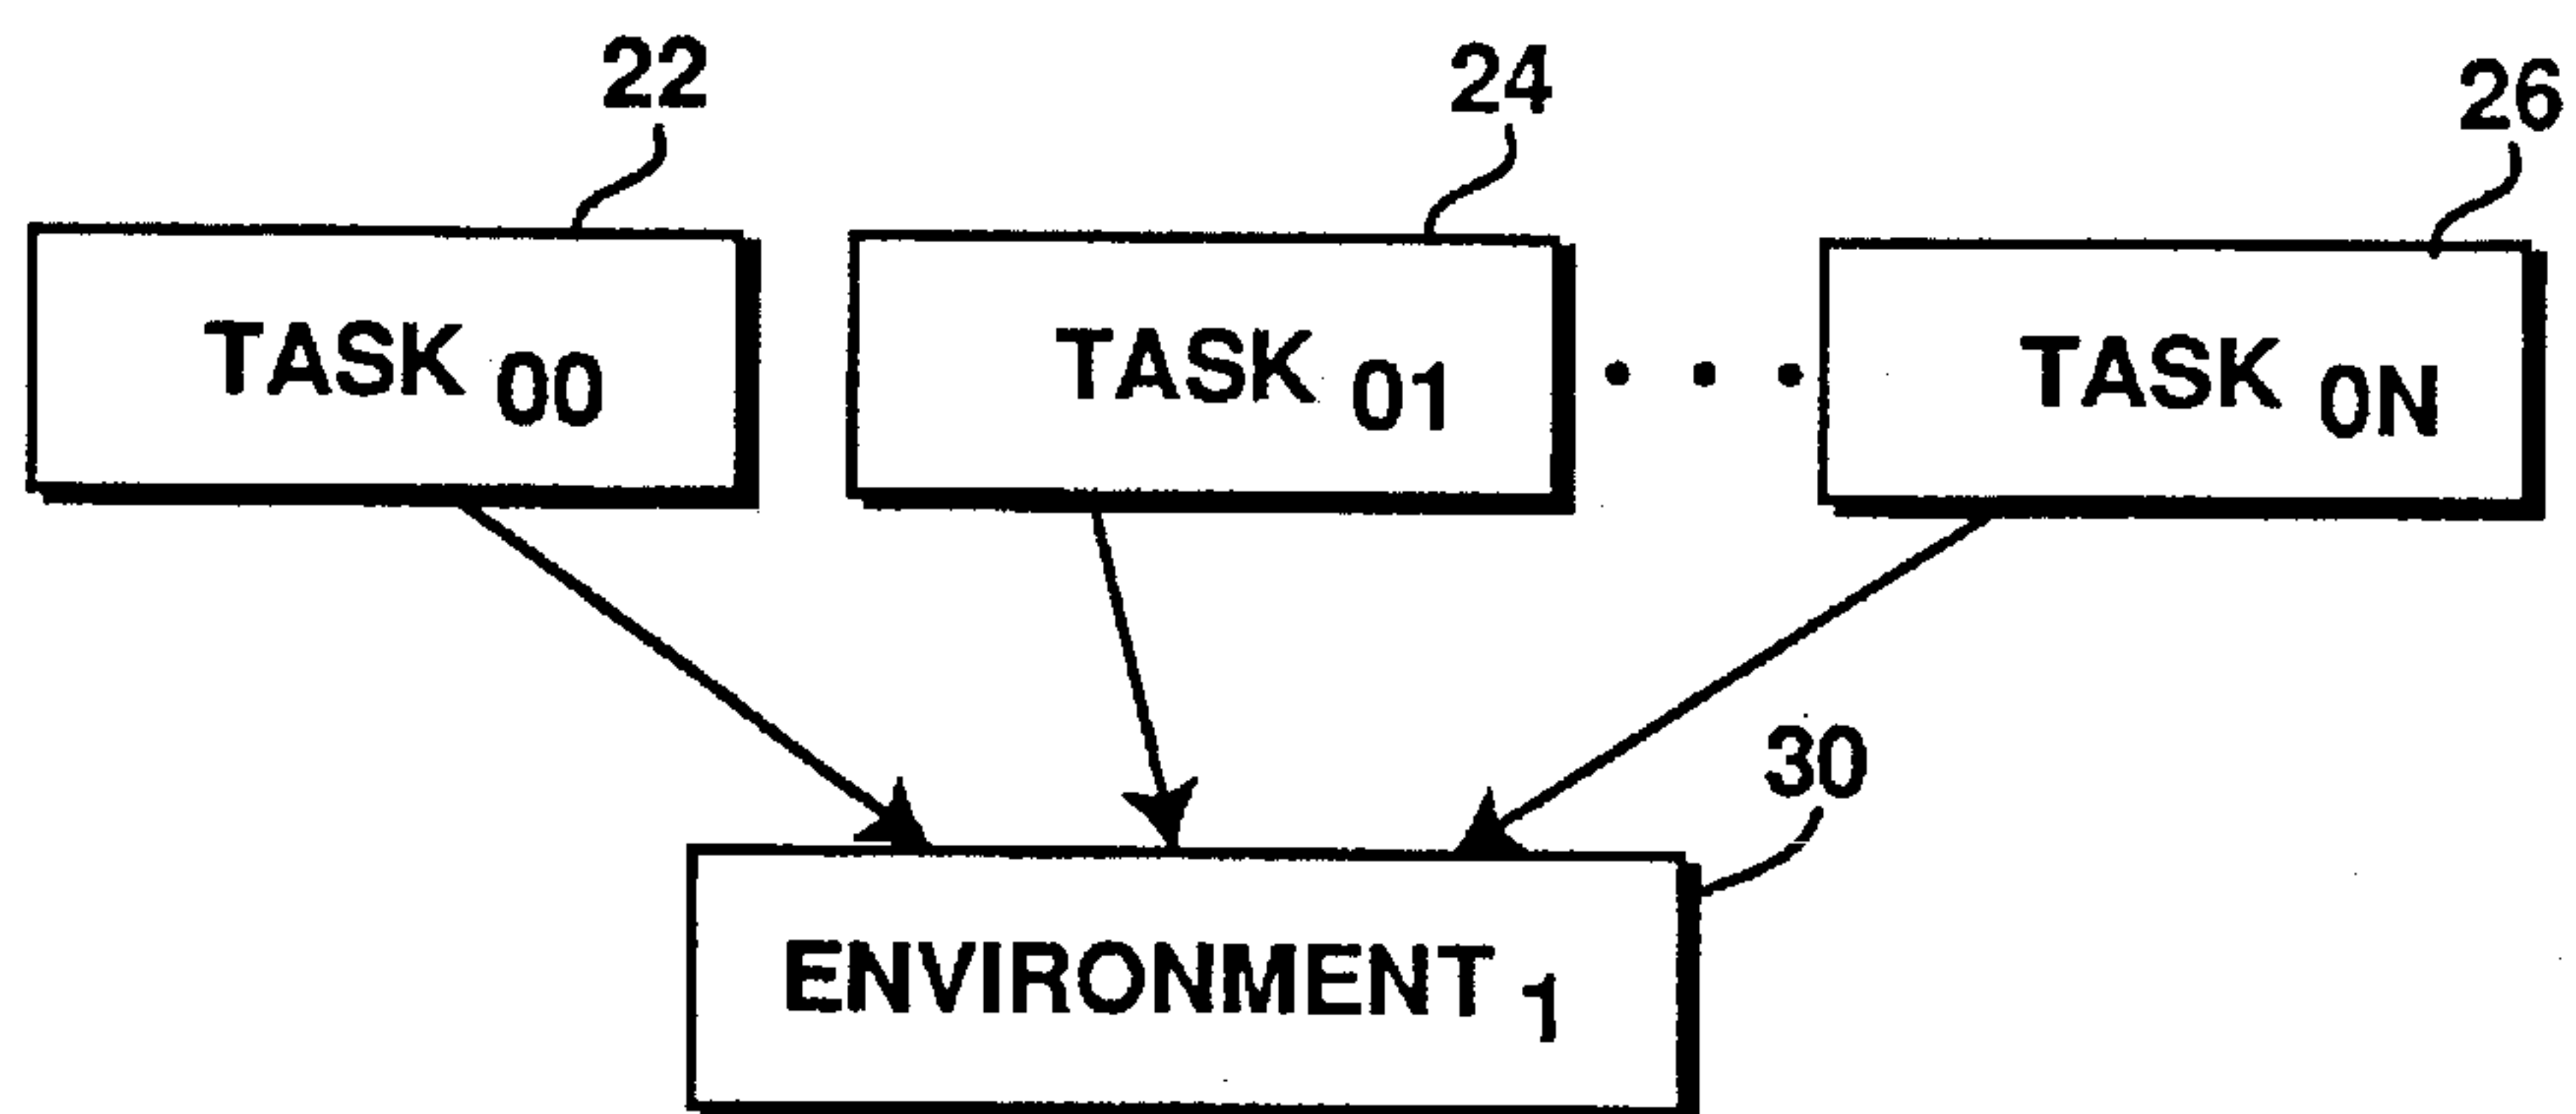 22 24 26
TASK 00 TASK 01 . . . TASK 0N
30
ENVIRONMENT 1